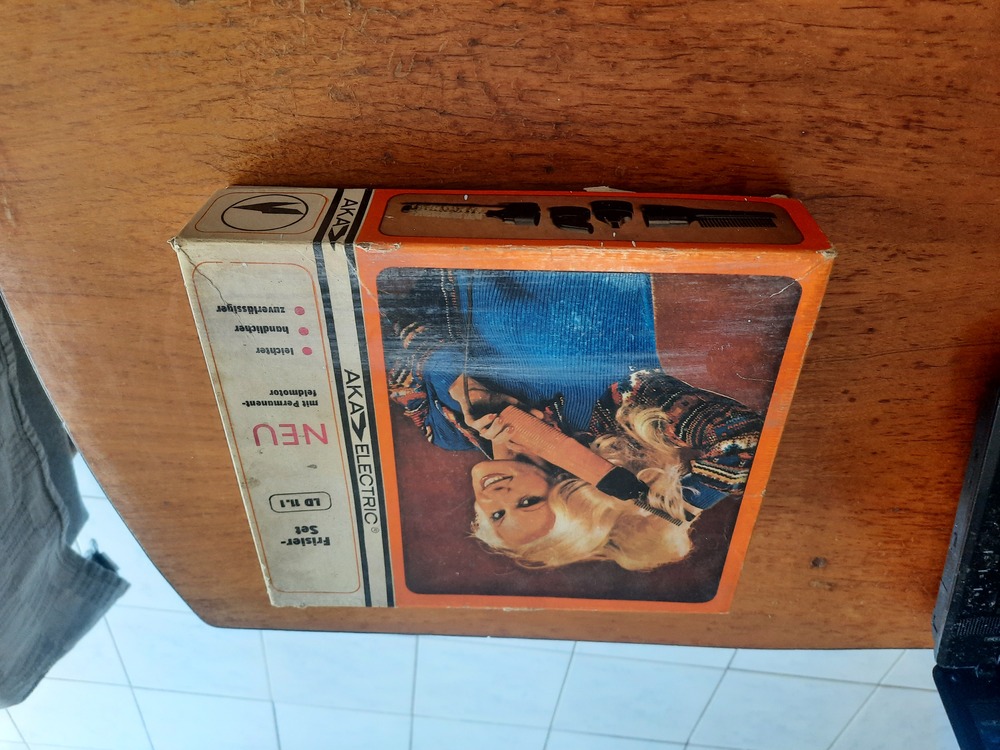 AKA ELECTRIC®
Frisier-
Set
LD 11.1
NEU
mit Permanent-
feldmotor
leichter
handlicher
zuverlässiger
AKA